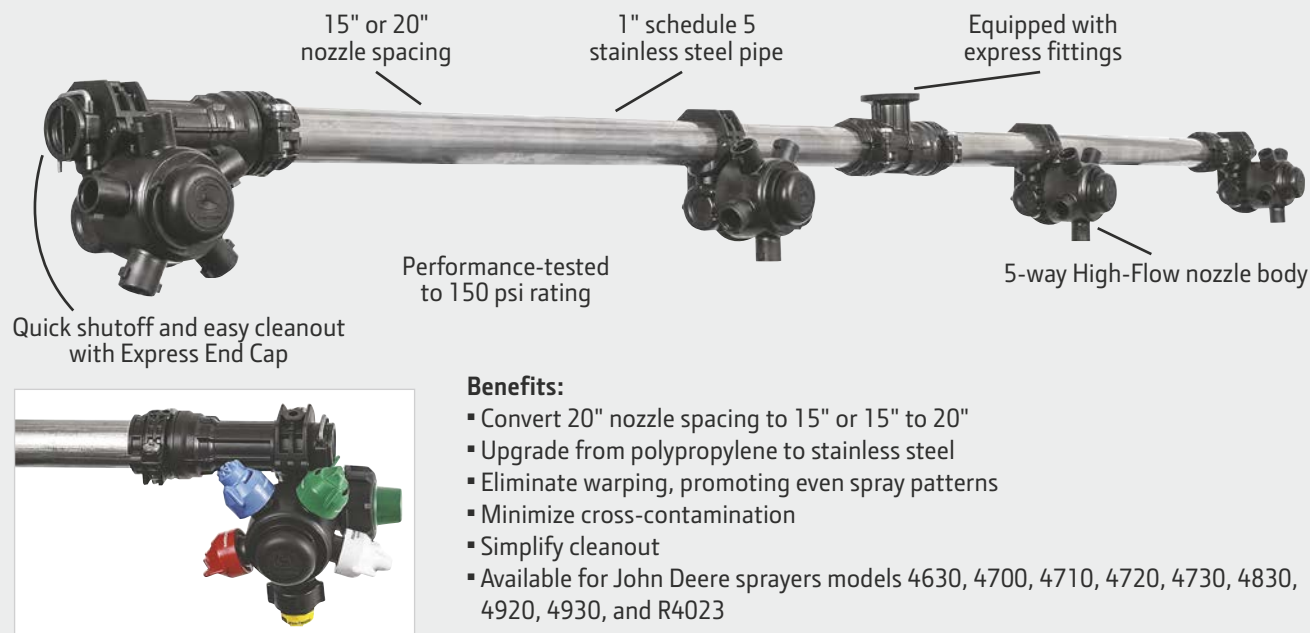 15" or 20"
nozzle spacing
1" schedule 5
stainless steel pipe
Equipped with
express fittings
Performance-tested
to 150 psi rating
5-way High-Flow nozzle body
Quick shutoff and easy cleanout
with Express End Cap
Benefits:
▪ Convert 20" nozzle spacing to 15" or 15" to 20"
▪ Upgrade from polypropylene to stainless steel
▪ Eliminate warping, promoting even spray patterns
▪ Minimize cross-contamination
▪ Simplify cleanout
▪ Available for John Deere sprayers models 4630, 4700, 4710, 4720, 4730, 4830,
4920, 4930, and R4023